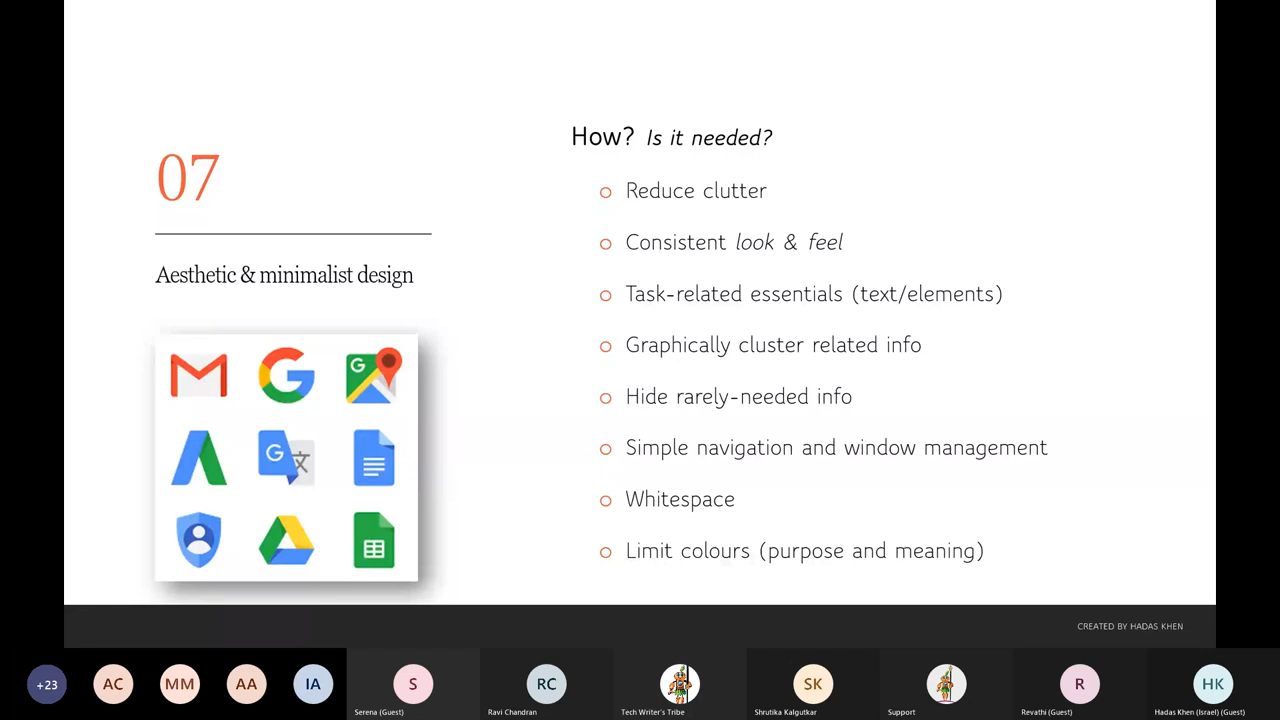 07
Aesthetic & minimalist design
G
G
文
How? Is it needed?
Reduce clutter
Consistent look & feel
Task-related essentials (text/elements)
Graphically cluster related info
Hide rarely-needed info
Simple navigation and window management
Whitespace
Limit colours (purpose and meaning)
CREATED BY HADAS KHEN
+23
AC
MM
AA
IA
S
RC
SK
R
HK
Serena (Guest)
Ravi Chandran
Tech Writer's Tribe
Shrutika Kalgutkar
Support
Revathi (Guest)
Hadas Khen (Israel) (Guest)